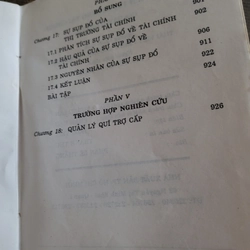 PHẦN
BỔ SUNG
Chương 17: SỰ SỤP ĐỔ CỦA
THỊ TRƯỜNG TÀI CHÍNH 902
17.1 PHÂN TÍCH SỰ SỤP ĐỔ VỀ TÀI CHÍNH 906
17.2 HẬU QUẢ CỦA SỰ SỤP ĐỔ VỀ
TÀI CHÍNH 911
17.3 NGUYÊN NHÂN CỦA SỰ SỤP ĐỔ 922
17.4 KẾT LUẬN 924
BÀI TẬP
PHẦN V
TRƯỜNG HỢP NGHIÊN CỨU
Chương 18: QUẢN LÝ QUĨ TRỢ CẤP 926